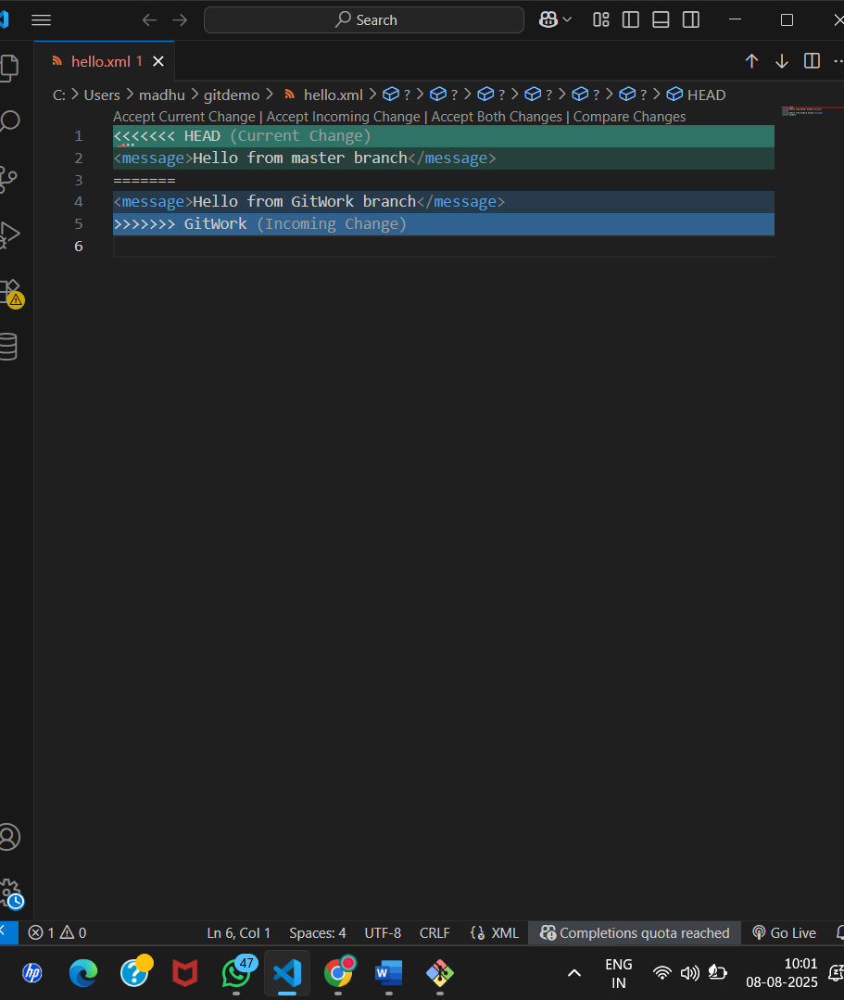 Search
hello.xml 1
C: > Users > madhu > gitdemo > hello.xml > ? > ? > ? > ? > ? > ? > HEAD
Accept Current Change | Accept Incoming Change | Accept Both Changes | Compare Changes
1 <<<<<<< HEAD (Current Change)
2 <message>Hello from master branch</message>
3 =======
4 <message>Hello from GitWork branch</message>
5 >>>>>>> GitWork (Incoming Change)
6
1 0 Ln 6, Col 1 Spaces: 4 UTF-8 CRLF XML Completions quota reached Go Live
hp ? 47 W ENG 10:01
IN 08-08-2025